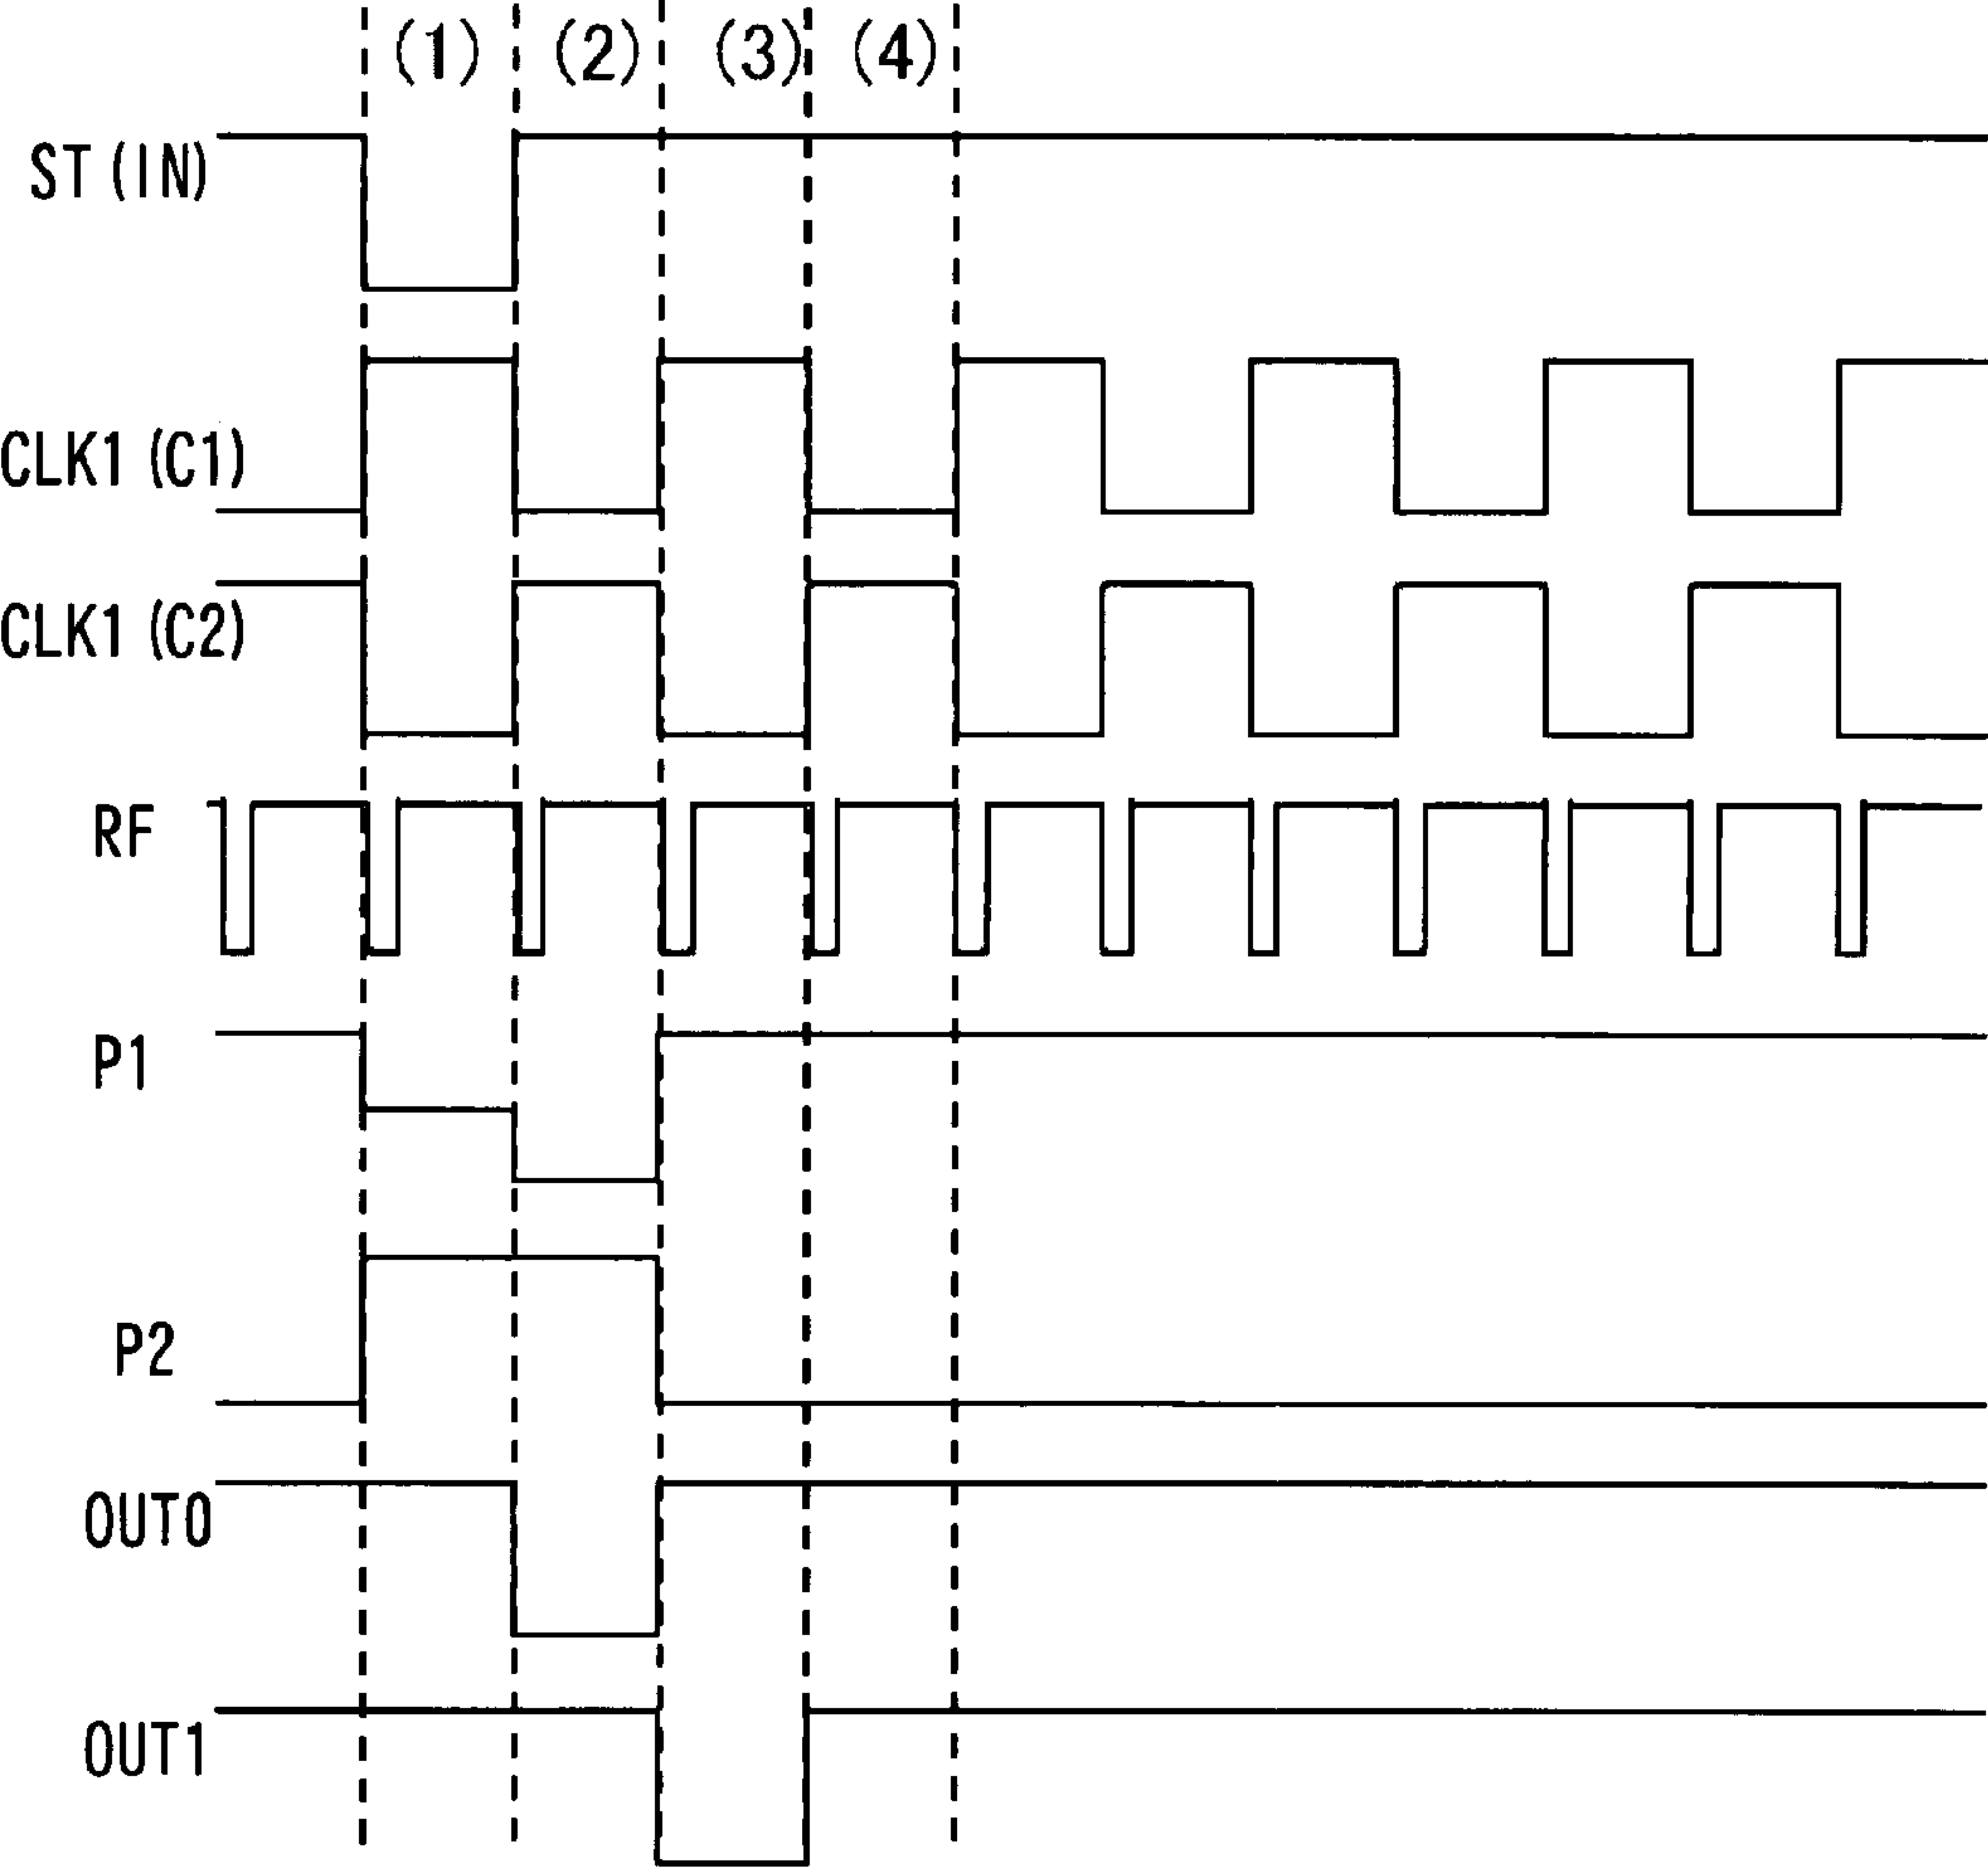 (1) (2) (3) (4)
ST(IN)
CLK1(C1)
CLK1(C2)
RF
P1
P2
OUT0
OUT1